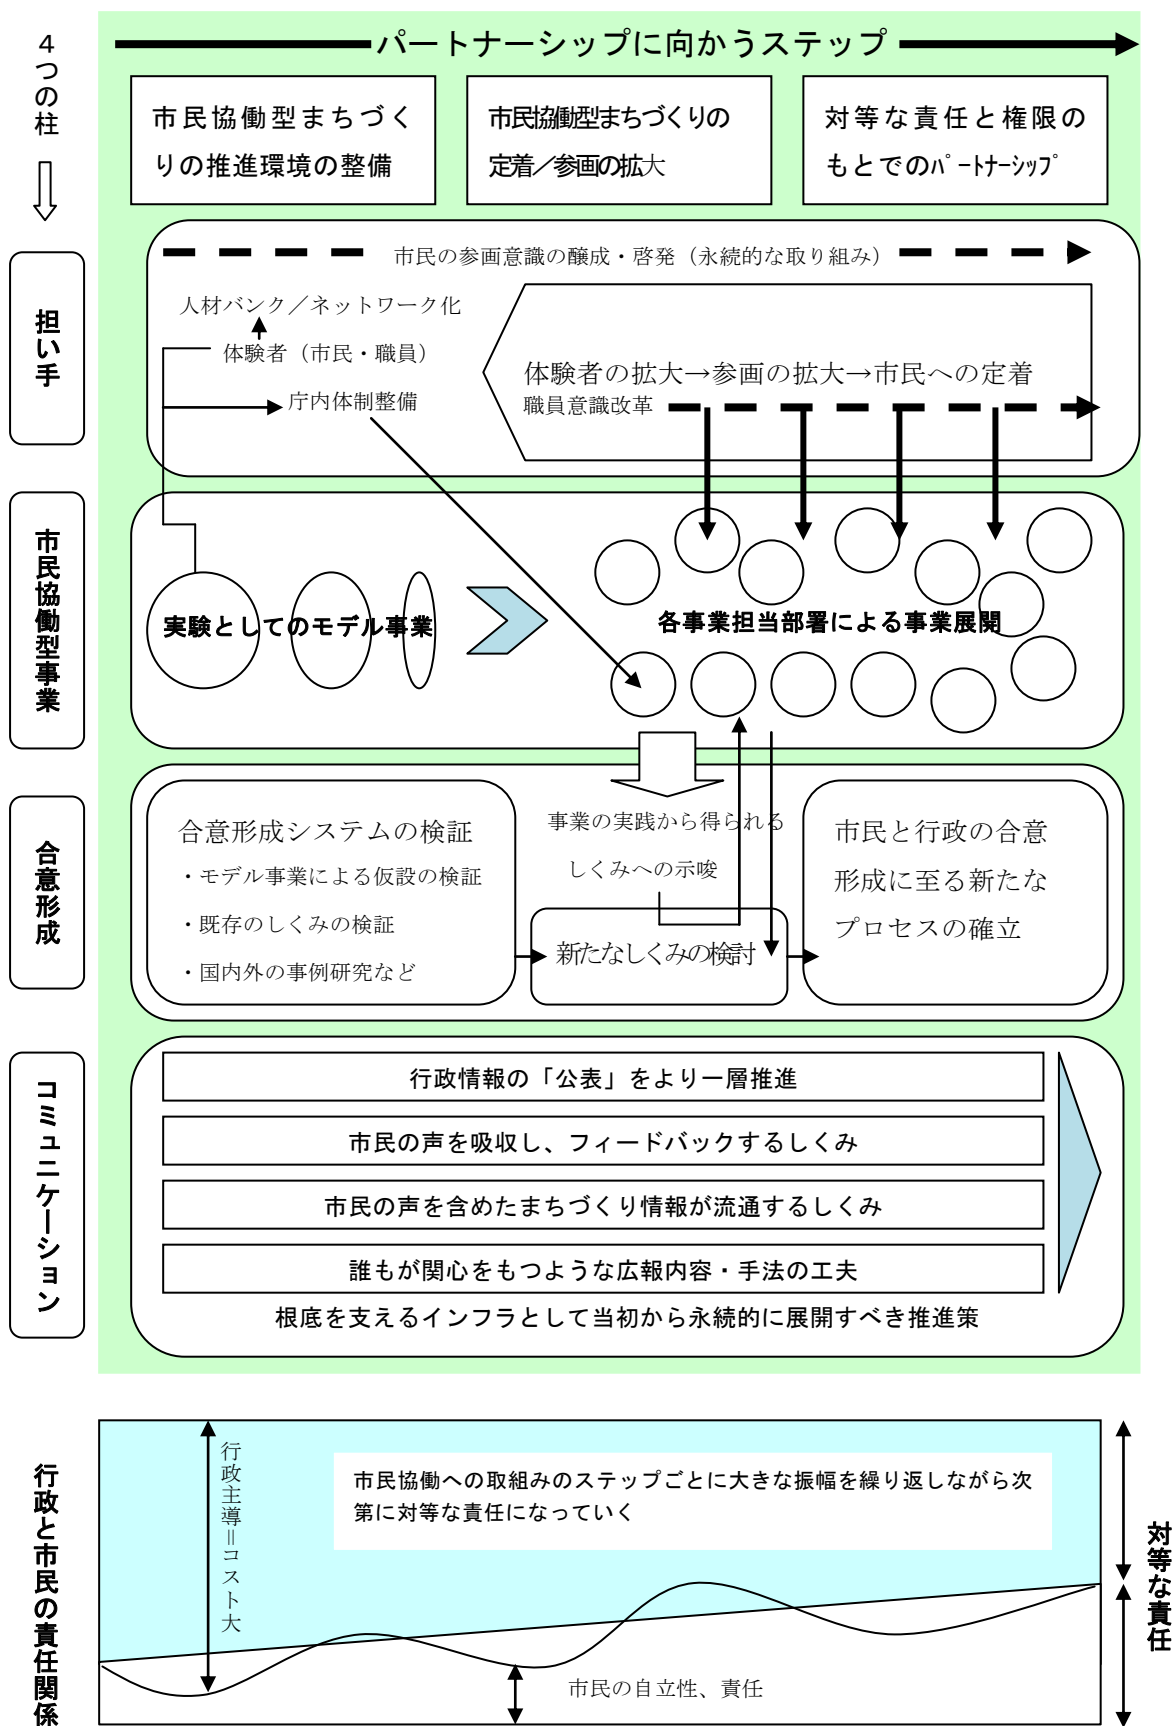 ４つの柱
パートナーシップに向かうステップ
市民協働型まちづく
りの推進環境の整備
市民協働型まちづくりの
定着／参画の拡大
対等な責任と権限の
もとでのﾊﾟｰﾄﾅｰｼｯﾌﾟ
担い手
市民の参画意識の醸成・啓発（永続的な取り組み）
人材バンク／ネットワーク化
体験者（市民・職員）
庁内体制整備
体験者の拡大→参画の拡大→市民への定着
職員意識改革
市民協働型事業
実験としてのモデル事業
各事業担当部署による事業展開
合意形成
合意形成システムの検証
・モデル事業による仮設の検証
・既存のしくみの検証
・国内外の事例研究など
事業の実践から得られる
しくみへの示唆
新たなしくみの検討
市民と行政の合意
形成に至る新たな
プロセスの確立
コミュニケーション
行政情報の「公表」をより一層推進
市民の声を吸収し、フィードバックするしくみ
市民の声を含めたまちづくり情報が流通するしくみ
誰もが関心をもつような広報内容・手法の工夫
根底を支えるインフラとして当初から永続的に展開すべき推進策
行政と市民の責任関係
行政主導＝コスト大
市民協働への取組みのステップごとに大きな振幅を繰り返しながら次
第に対等な責任になっていく
市民の自立性、責任
対等な責任